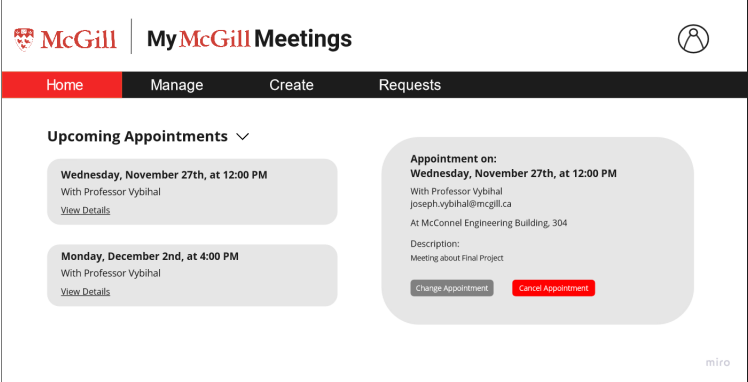 McGill
My McGill Meetings
Home Manage Create Requests
Upcoming Appointments
Wednesday, November 27th, at 12:00 PM
With Professor Vybihal
View Details
Monday, December 2nd, at 4:00 PM
With Professor Vybihal
View Details
Appointment on:
Wednesday, November 27th, at 12:00 PM
With Professor Vybihal
joseph.vybihal@mcgill.ca
At McConnel Engineering Building, 304
Description:
Meeting about Final Project
Change Appointment Cancel Appointment
miro